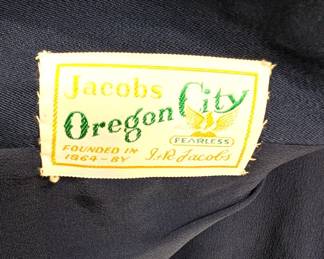 Jacobs
Oregon City
FEARLESS
FOUNDED IN
1864-BY I & R Jacobs